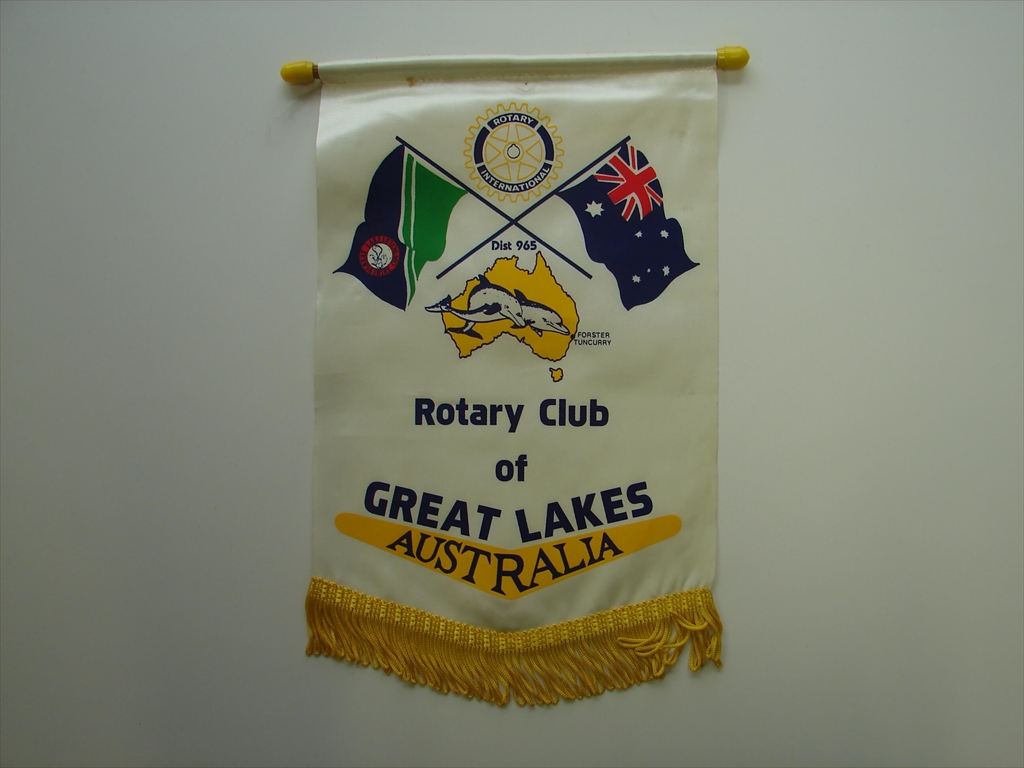 ROTARY
INTERNATIONAL
Dist 965
FORSTER
TUNCURRY
Rotary Club
of
GREAT LAKES
AUSTRALIA